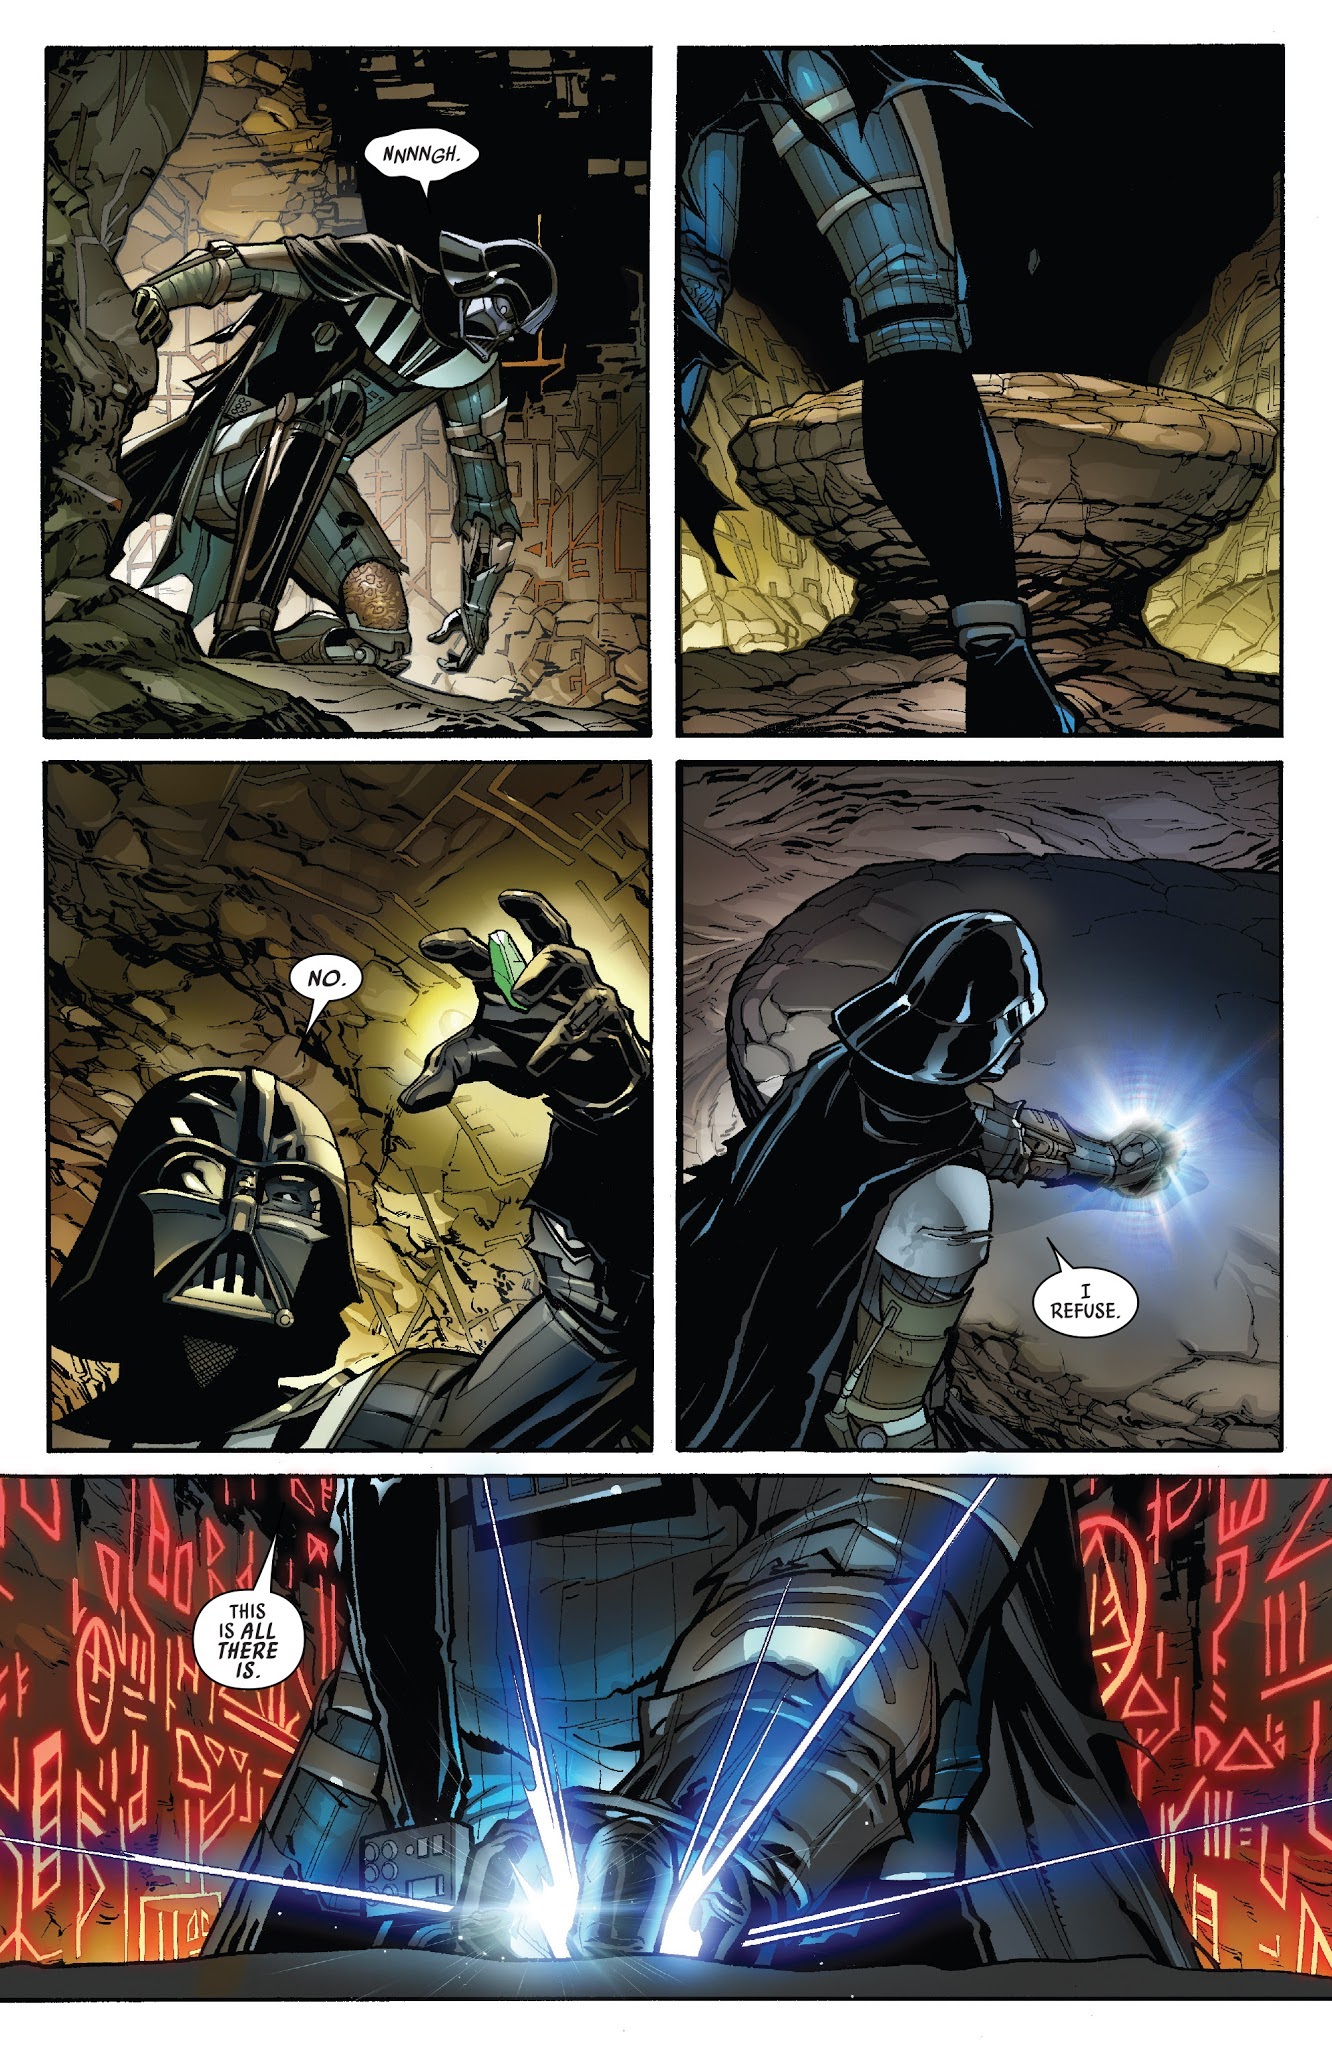 NNNNGH.
NO.
I
REFUSE.
THIS
IS ALL
THERE
IS.